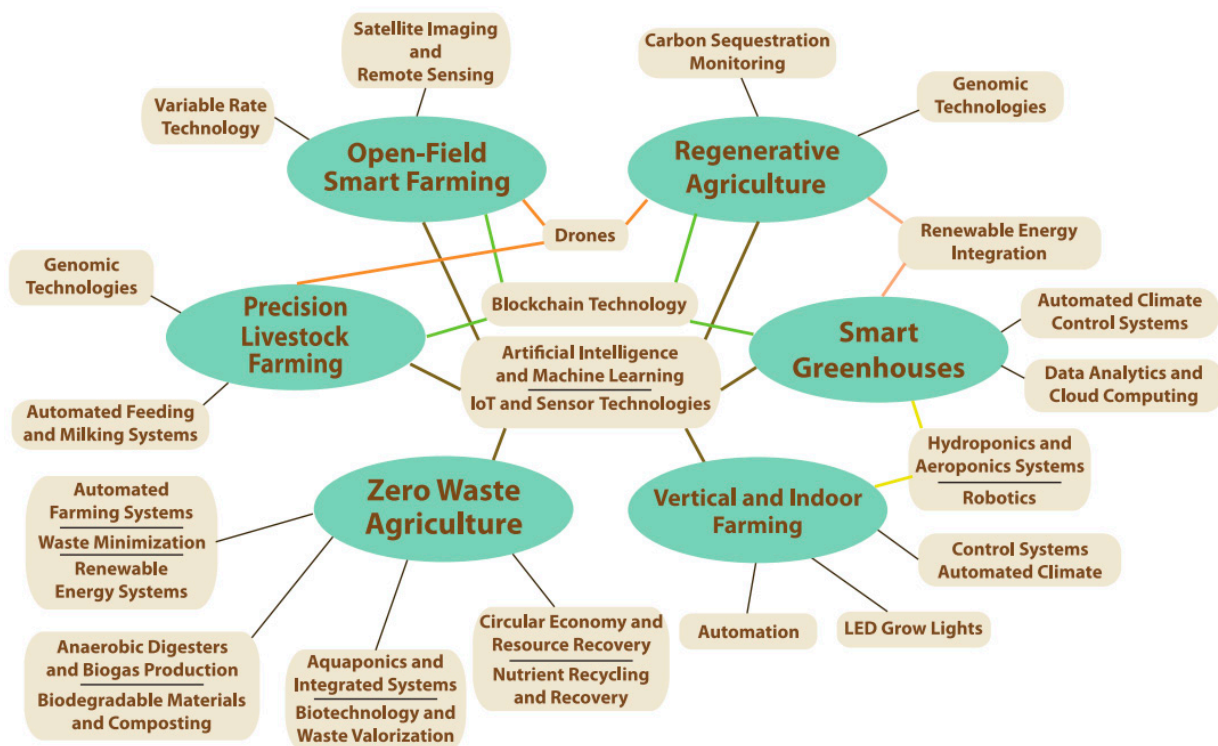 Satellite Imaging
and
Remote Sensing
Carbon Sequestration
Monitoring
Variable Rate
Technology
Genomic
Technologies
Open-Field
Smart Farming
Regenerative
Agriculture
Drones
Renewable Energy
Integration
Genomic
Technologies
Precision
Livestock
Farming
Blockchain Technology
Smart
Greenhouses
Automated Climate
Control Systems
Artificial Intelligence
and Machine Learning
IoT and Sensor Technologies
Data Analytics and
Cloud Computing
Automated Feeding
and Milking Systems
Hydroponics and
Aeroponics Systems
Robotics
Zero Waste
Agriculture
Vertical and Indoor
Farming
Automated
Farming Systems
Waste Minimization
Renewable
Energy Systems
Control Systems
Automated Climate
Automation
LED Grow Lights
Anaerobic Digesters
and Biogas Production
Biodegradable Materials
and Composting
Aquaponics and
Integrated Systems
Biotechnology and
Waste Valorization
Circular Economy and
Resource Recovery
Nutrient Recycling
and Recovery